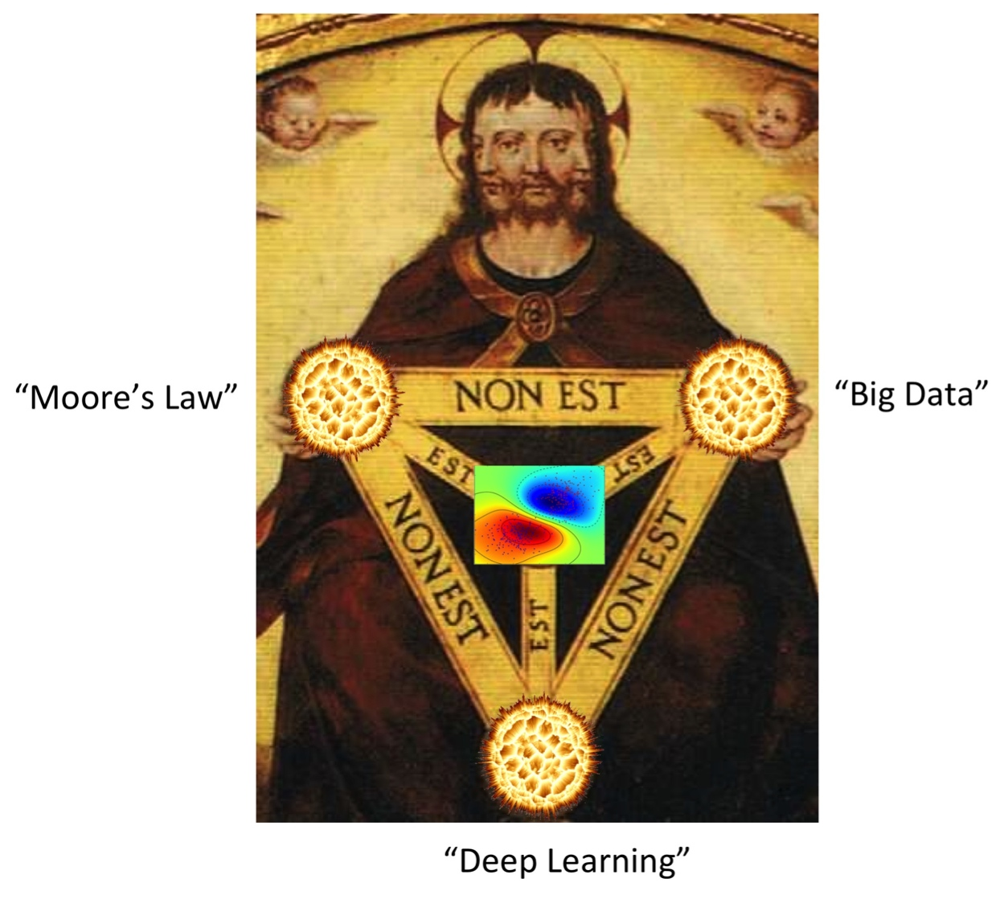 “Moore’s Law”
NON EST
“Big Data”
EST
EST
NON EST
NON EST
EST
“Deep Learning”